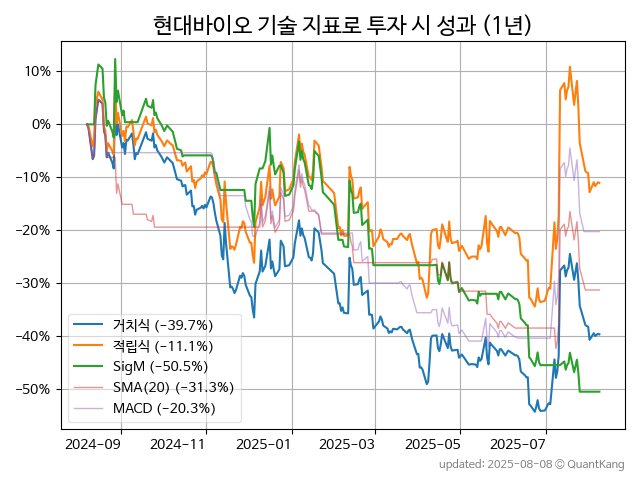 현대바이오 기술 지표로 투자 시 성과 (1년)
10%
0%
−10%
−20%
−30%
−40%
−50%
거치식 (−39.7%)
적립식 (−11.1%)
SigM (−50.5%)
SMA(20) (−31.3%)
MACD (−20.3%)
2024-09
2024-11
2025-01
2025-03
2025-05
2025-07
updated: 2025-08-08 © QuantKang